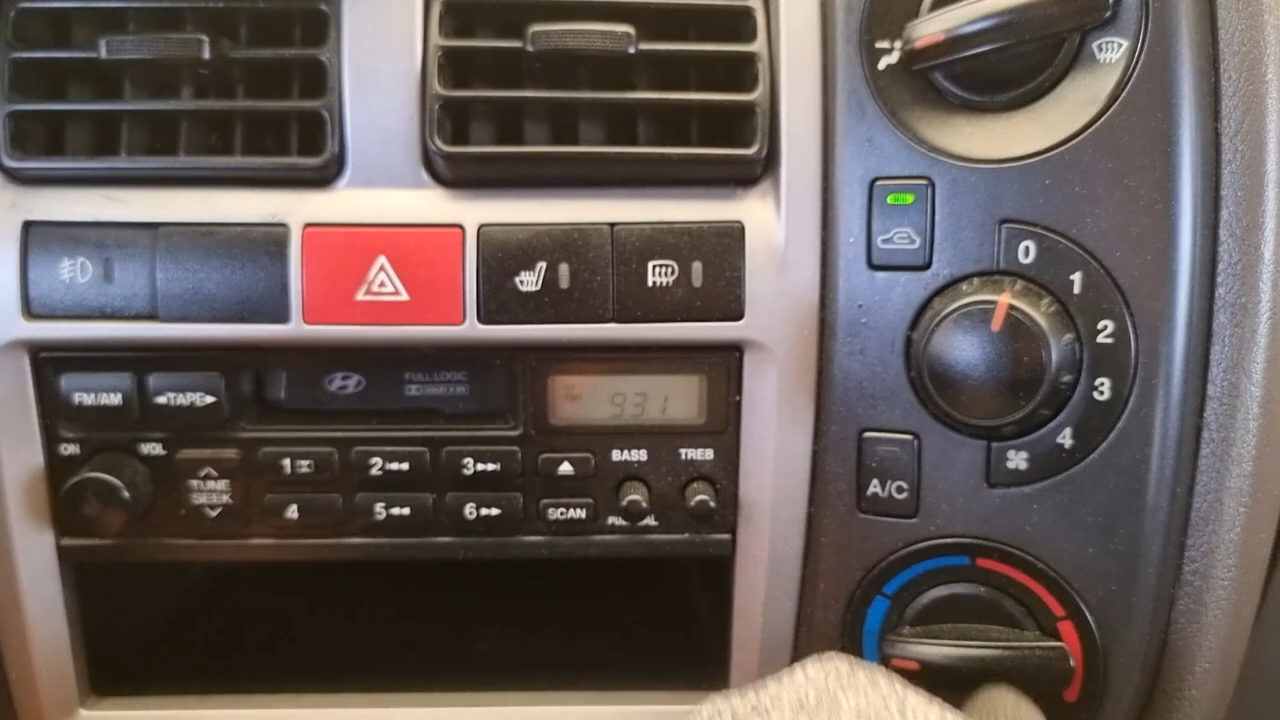 0
1
2
3
4
FM/AM
◀TAPE▶
FULL LOGIC
93.1
ON
VOL
TUNE
SEEK
1
2
3
BASS
TREB
4
5
6
SCAN
A/C